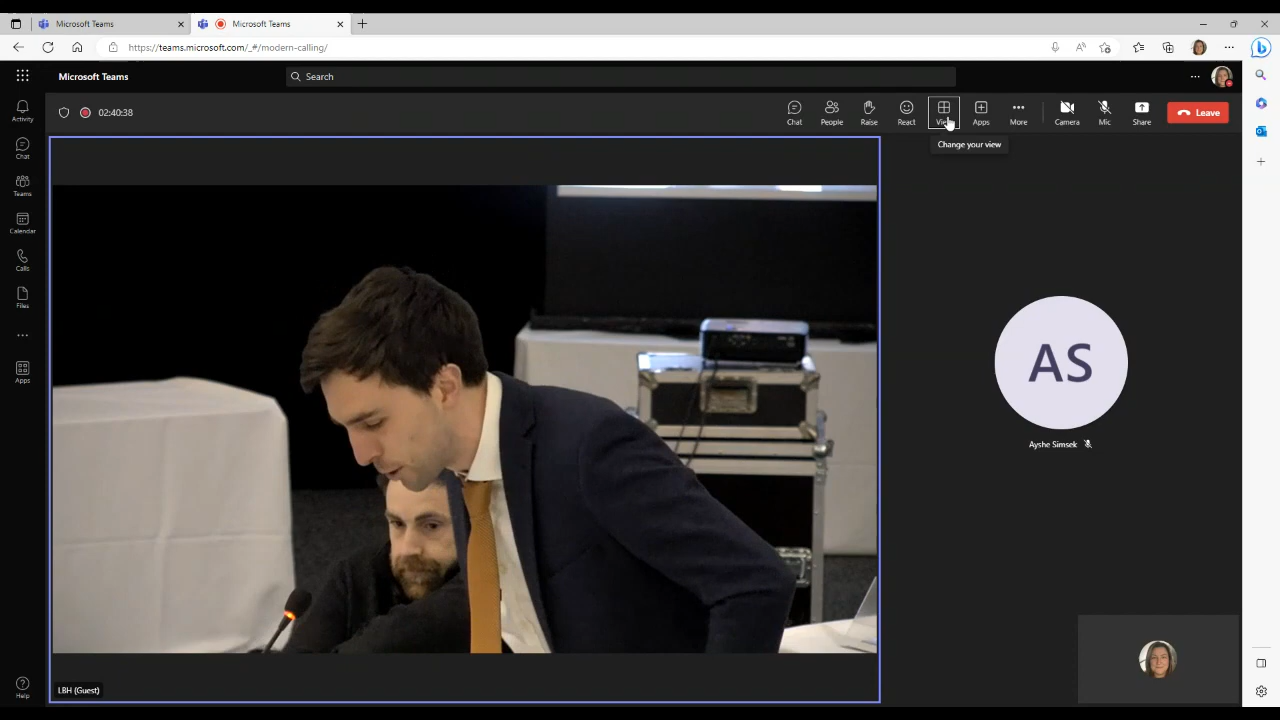 Microsoft Teams
Microsoft Teams
https://teams.microsoft.com/_#/modern-calling/
Microsoft Teams
Search
Activity
Chat
Teams
Calendar
Calls
Files
Apps
Help
02:40:38
Chat
People
Raise
React
View
Apps
More
Camera
Mic
Share
Leave
Change your view
AS
Ayshe Simsek
LBH (Guest)